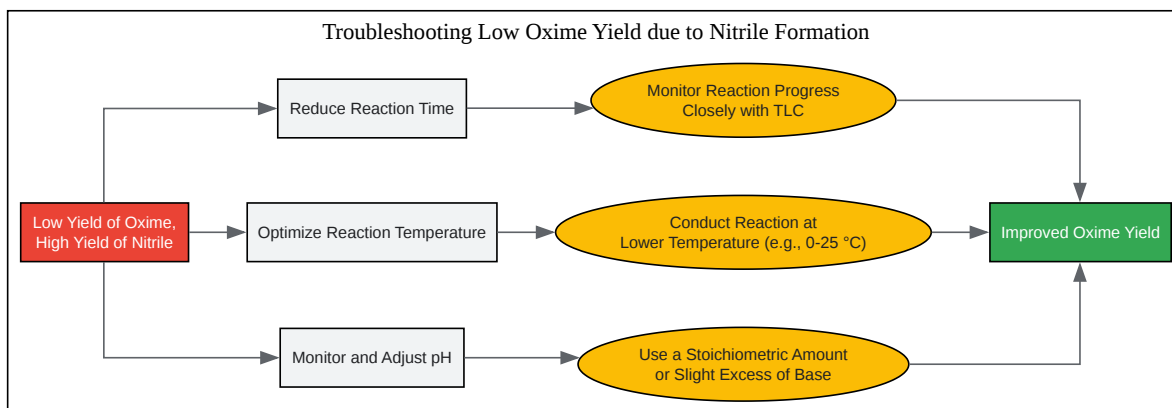 Troubleshooting Low Oxime Yield due to Nitrile Formation
Reduce Reaction Time
Monitor Reaction Progress
Closely with TLC
Low Yield of Oxime,
High Yield of Nitrile
Optimize Reaction Temperature
Conduct Reaction at
Lower Temperature (e.g., 0-25 °C)
Improved Oxime Yield
Monitor and Adjust pH
Use a Stoichiometric Amount
or Slight Excess of Base